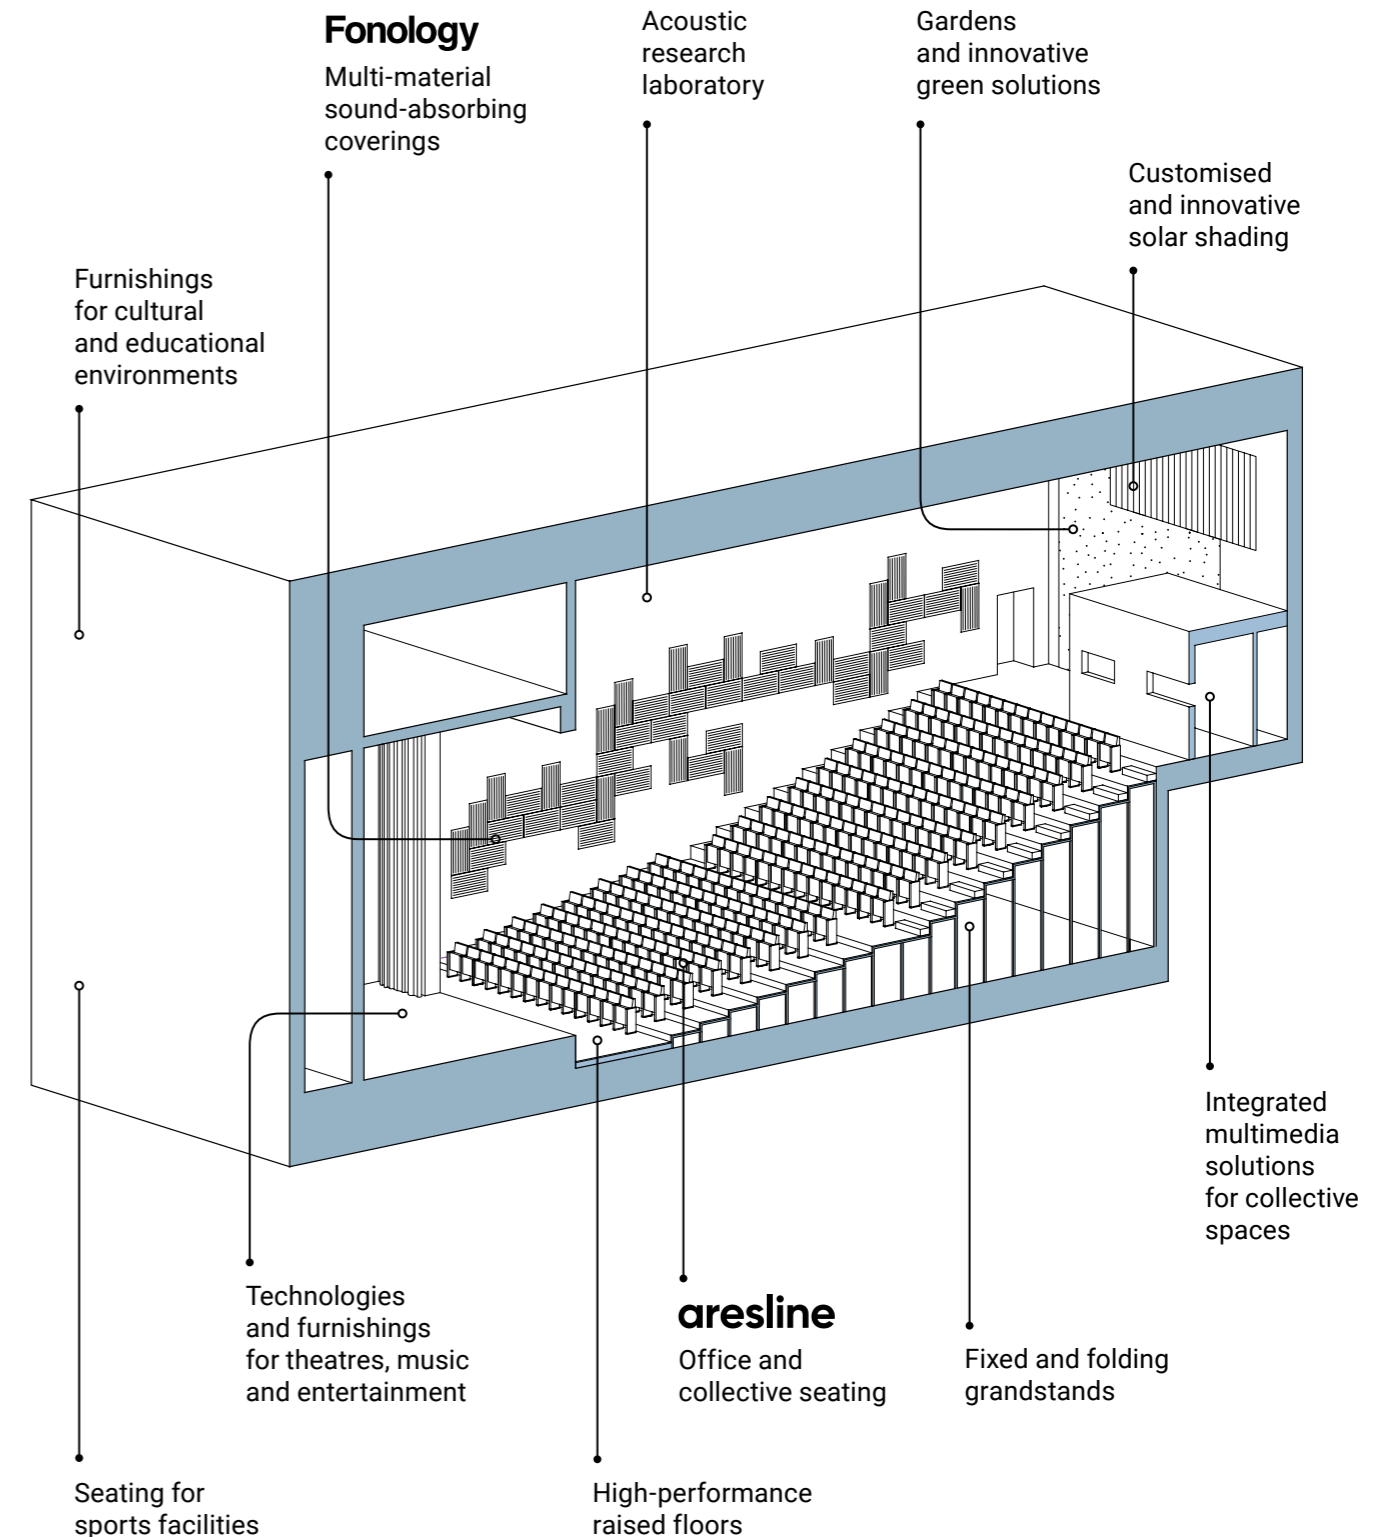 Fonology
Multi-material
sound-absorbing
coverings
Acoustic
research
laboratory
Gardens
and innovative
green solutions
Customised
and innovative
solar shading
Furnishings
for cultural
and educational
environments
Integrated
multimedia
solutions
for collective
spaces
Technologies
and furnishings
for theatres, music
and entertainment
aresline
Office and
collective seating
Fixed and folding
grandstands
Seating for
sports facilities
High-performance
raised floors